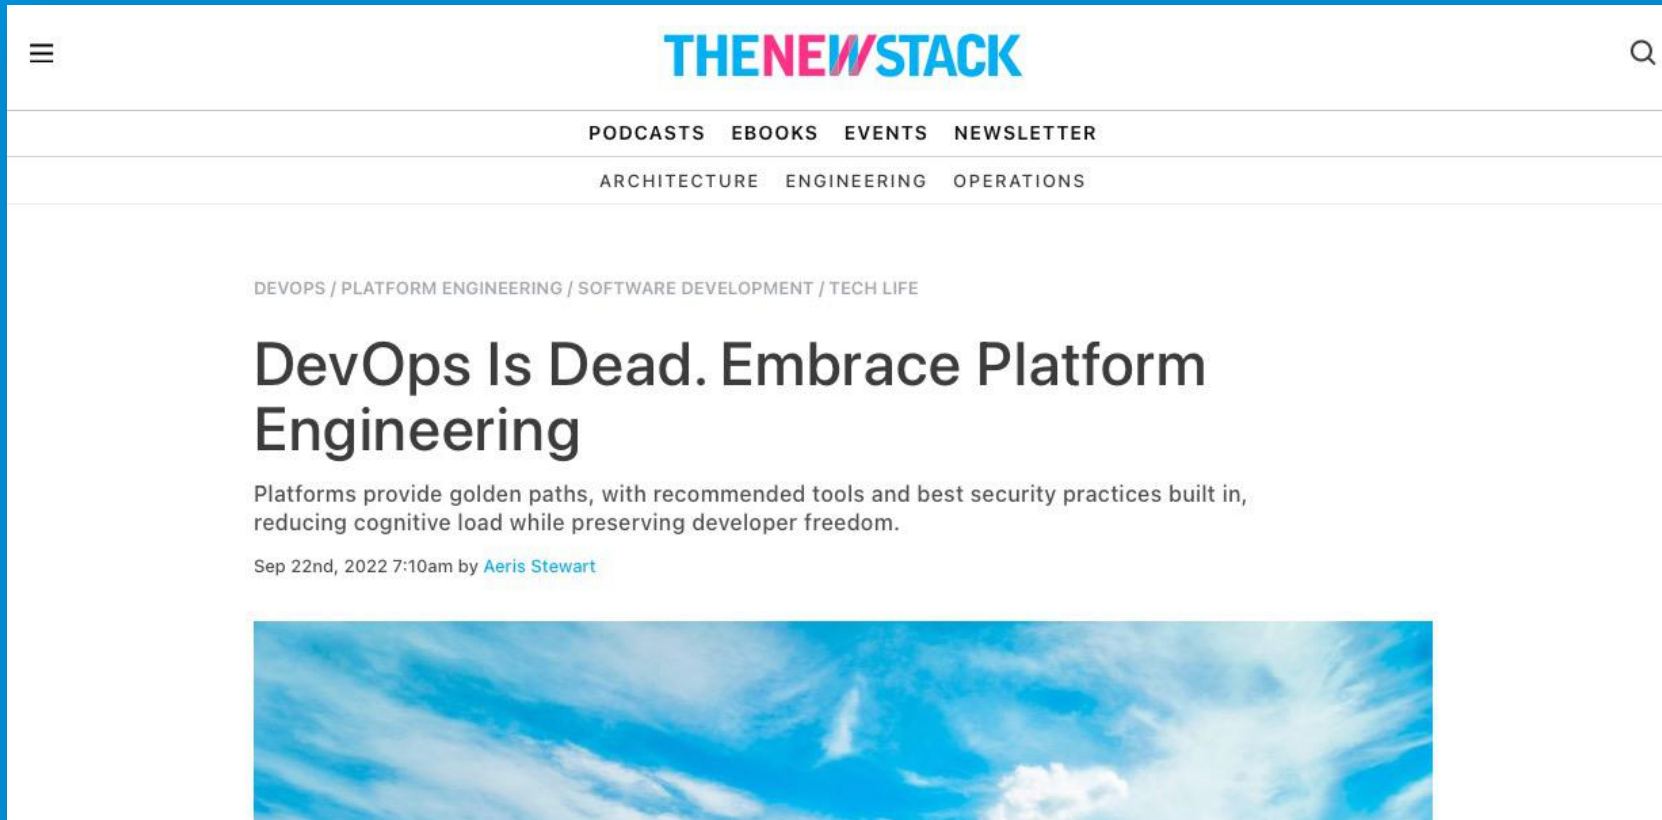 THENEWSTACK
PODCASTS EBOOKS EVENTS NEWSLETTER
ARCHITECTURE ENGINEERING OPERATIONS
DEVOPS / PLATFORM ENGINEERING / SOFTWARE DEVELOPMENT / TECH LIFE
DevOps Is Dead. Embrace Platform
Engineering
Platforms provide golden paths, with recommended tools and best security practices built in,
reducing cognitive load while preserving developer freedom.
Sep 22nd, 2022 7:10am by Aeris Stewart